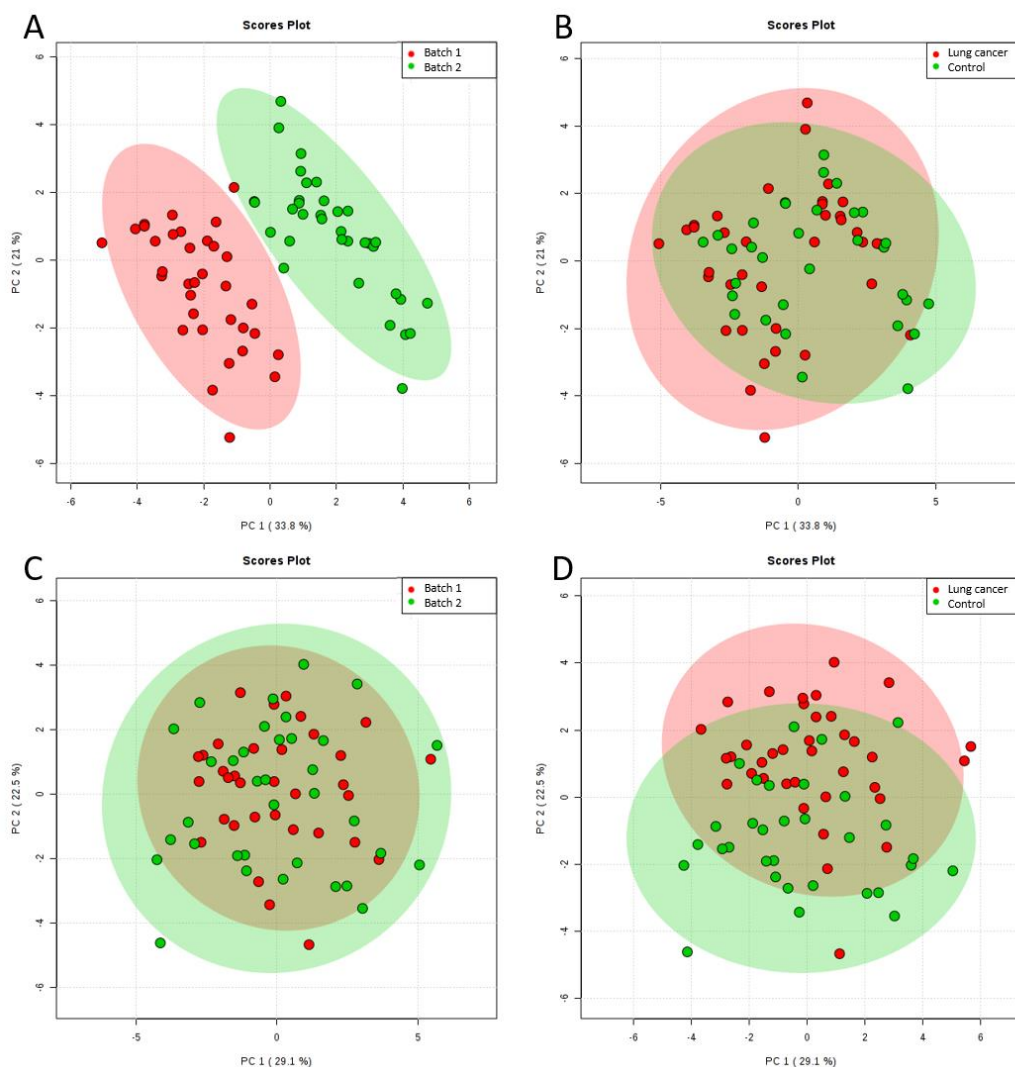 A
Scores Plot
Batch 1
Batch 2
6
4
2
0
-2
-4
-6
PC 2 ( 21 %)
-6
-4
-2
0
2
4
6
PC 1 ( 33.8 %)
B
Scores Plot
Lung cancer
Control
6
4
2
0
-2
-4
-6
PC 2 ( 21 %)
-5
0
5
PC 1 ( 33.8 %)
C
Scores Plot
Batch 1
Batch 2
6
4
2
0
-2
-4
-6
PC 2 ( 22.5 %)
-5
0
5
PC 1 ( 29.1 %)
D
Scores Plot
Lung cancer
Control
6
4
2
0
-2
-4
-6
PC 2 ( 22.5 %)
-6
-4
-2
0
2
4
6
PC 1 ( 29.1 %)